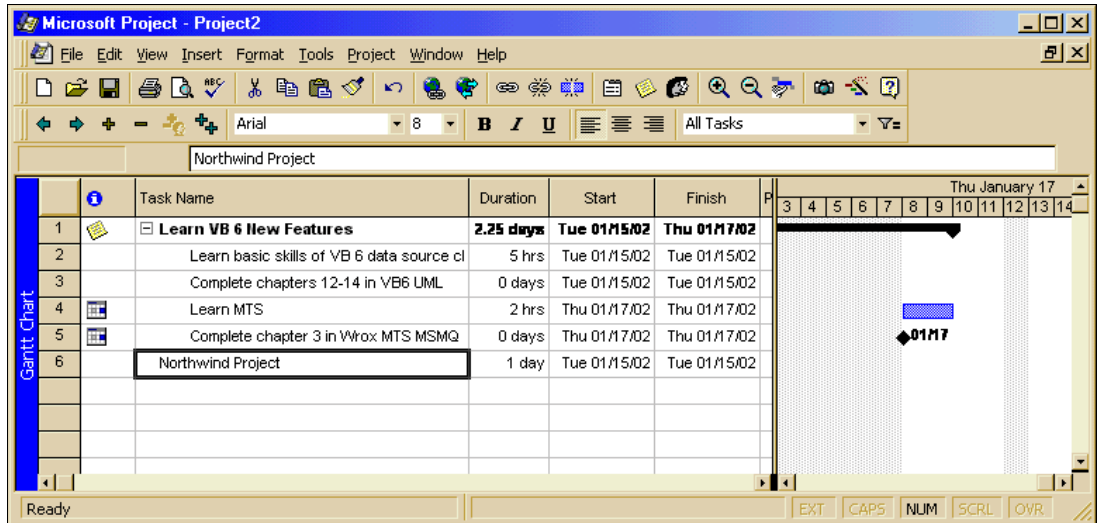 Microsoft Project - Project2
File Edit View Insert Format Tools Project Window Help
ABC
Arial 8 B I U All Tasks
Northwind Project
Task Name Duration Start Finish P Thu January 17
3 4 5 6 7 8 9 10 11 12 13 14
1 Learn VB 6 New Features 2.25 days Tue 01/15/02 Thu 01/17/02
2 Learn basic skills of VB 6 data source cl 5 hrs Tue 01/15/02 Tue 01/15/02
3 Complete chapters 12-14 in VB6 UML 0 days Tue 01/15/02 Tue 01/15/02
4 Learn MTS 2 hrs Thu 01/17/02 Thu 01/17/02
5 Complete chapter 3 in Wrox MTS MSMQ 0 days Thu 01/17/02 Thu 01/17/02 01/17
6 Northwind Project 1 day Tue 01/15/02 Tue 01/15/02
Gantt Chart
Ready EXT CAPS NUM SCRL OVR